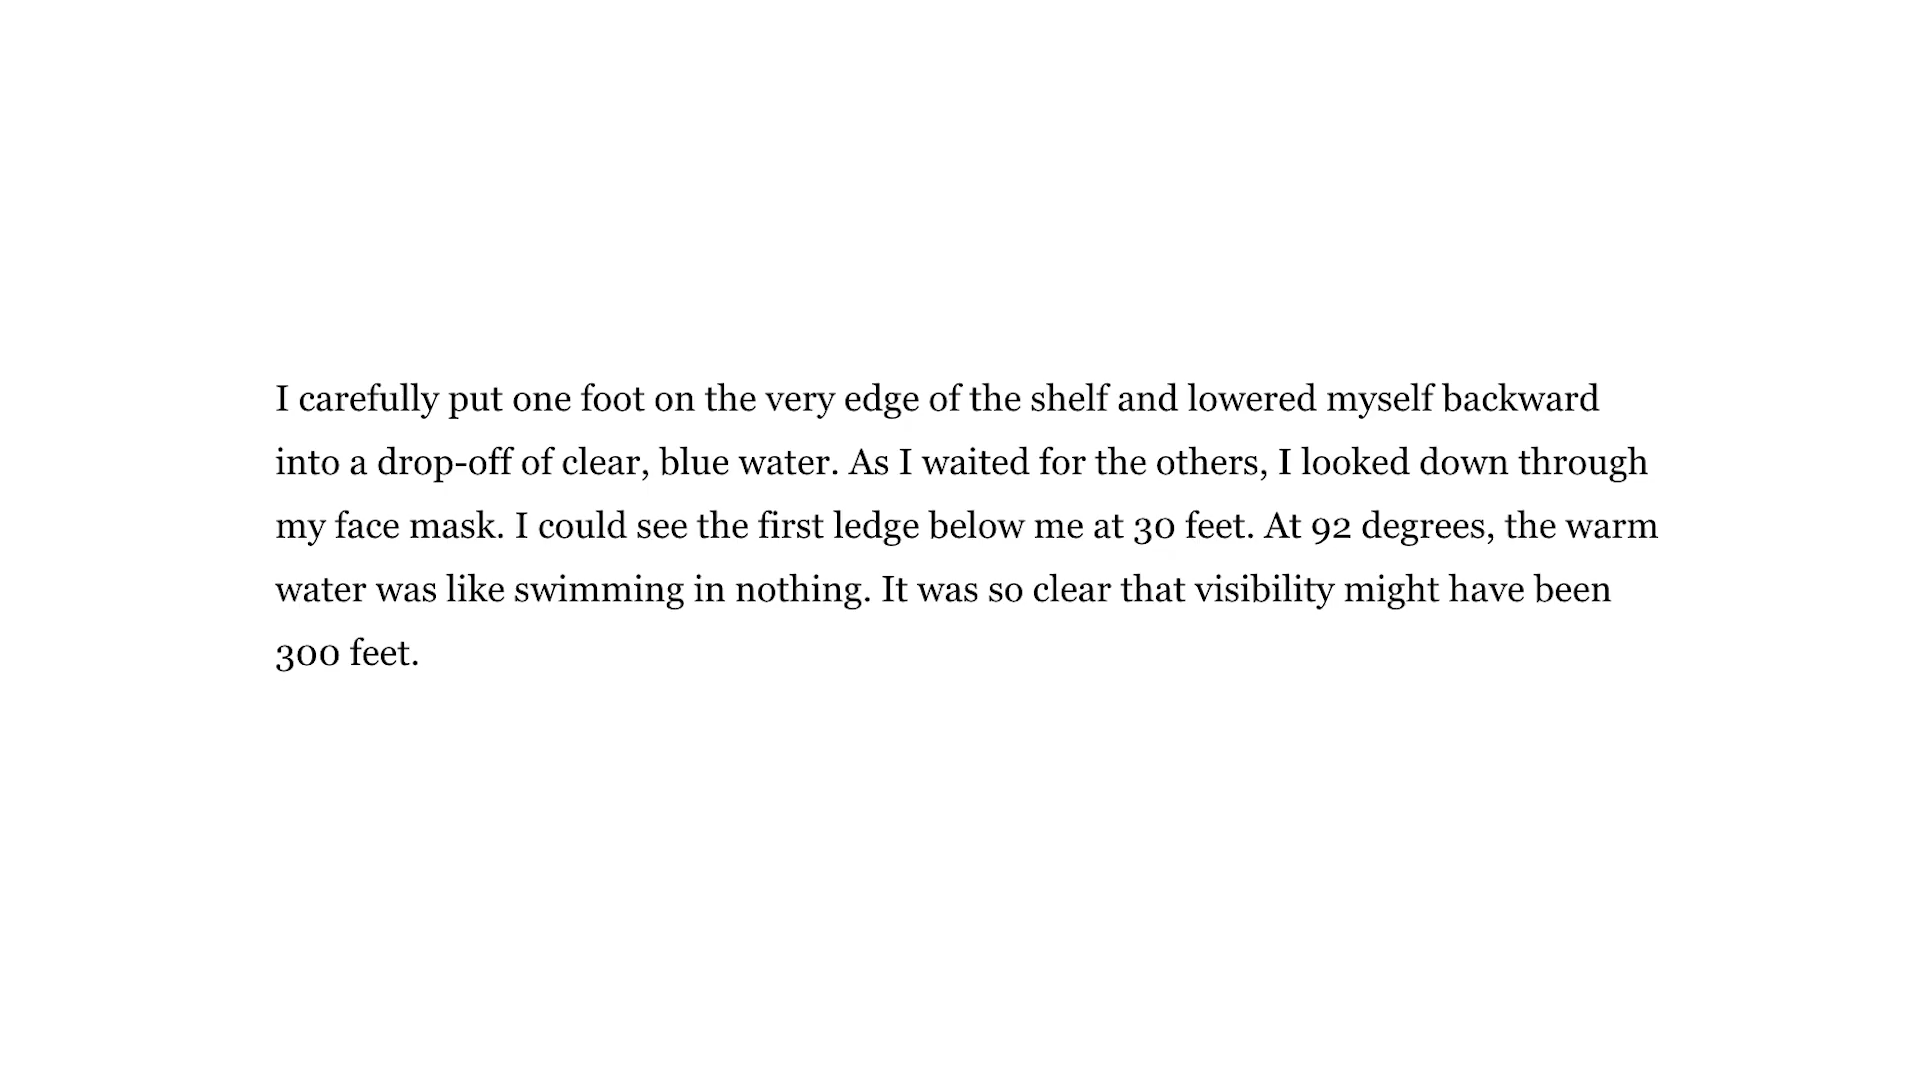 I carefully put one foot on the very edge of the shelf and lowered myself backward
into a drop-off of clear, blue water. As I waited for the others, I looked down through
my face mask. I could see the first ledge below me at 30 feet. At 92 degrees, the warm
water was like swimming in nothing. It was so clear that visibility might have been
300 feet.